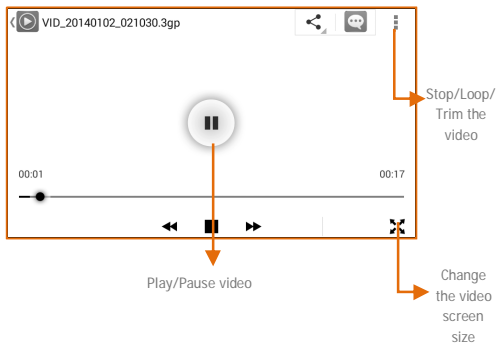 VID_20140102_021030.3gp
Stop/Loop/
Trim the
video
00:01
00:17
Play/Pause video
Change
the video
screen
size